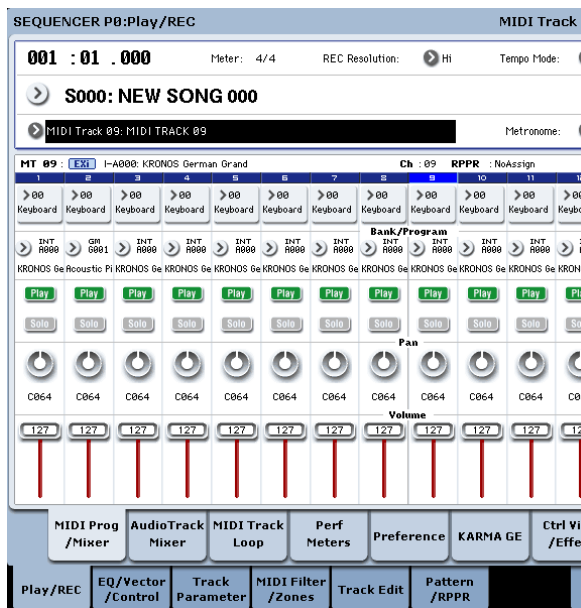 SEQUENCER P0:Play/REC MIDI Track
001 :01 .000 Meter: 4/4 REC Resolution: Hi Tempo Mode:
S000: NEW SONG 000
MIDI Track 09: MIDI TRACK 09 Metronome:
MT 09 : EXi I-A000: KRONOS German Grand Ch :09 RPPR :NoAssign
1 2 3 4 5 6 7 8 9 10 11
>00 >00 >00 >00 >00 >00 >00 >00 >00 >00 >00
Keyboard Keyboard Keyboard Keyboard Keyboard Keyboard Keyboard Keyboard Keyboard Keyboard Keyboard
Bank/Program
INT GM INT INT INT INT INT INT INT INT INT
A000 G001 A000 A000 A000 A000 A000 A000 A000 A000 A000
KRONOS Ge Acoustic Pi KRONOS Ge KRONOS Ge KRONOS Ge KRONOS Ge KRONOS Ge KRONOS Ge KRONOS Ge KRONOS Ge KRONOS Ge KRON
Play Play Play Play Play Play Play Play Play Play Play
Solo Solo Solo Solo Solo Solo Solo Solo Solo Solo Solo
Pan
C064 C064 C064 C064 C064 C064 C064 C064 C064 C064 C064
Volume
127 127 127 127 127 127 127 127 127 127 127
MIDI Prog AudioTrack MIDI Track Perf Preference KARMA GE Ctrl Vi
/Mixer Mixer Loop Meters /Effe
Play/REC EQ/Vector Track MIDI Filter Track Edit Pattern
/Control Parameter /Zones /RPPR